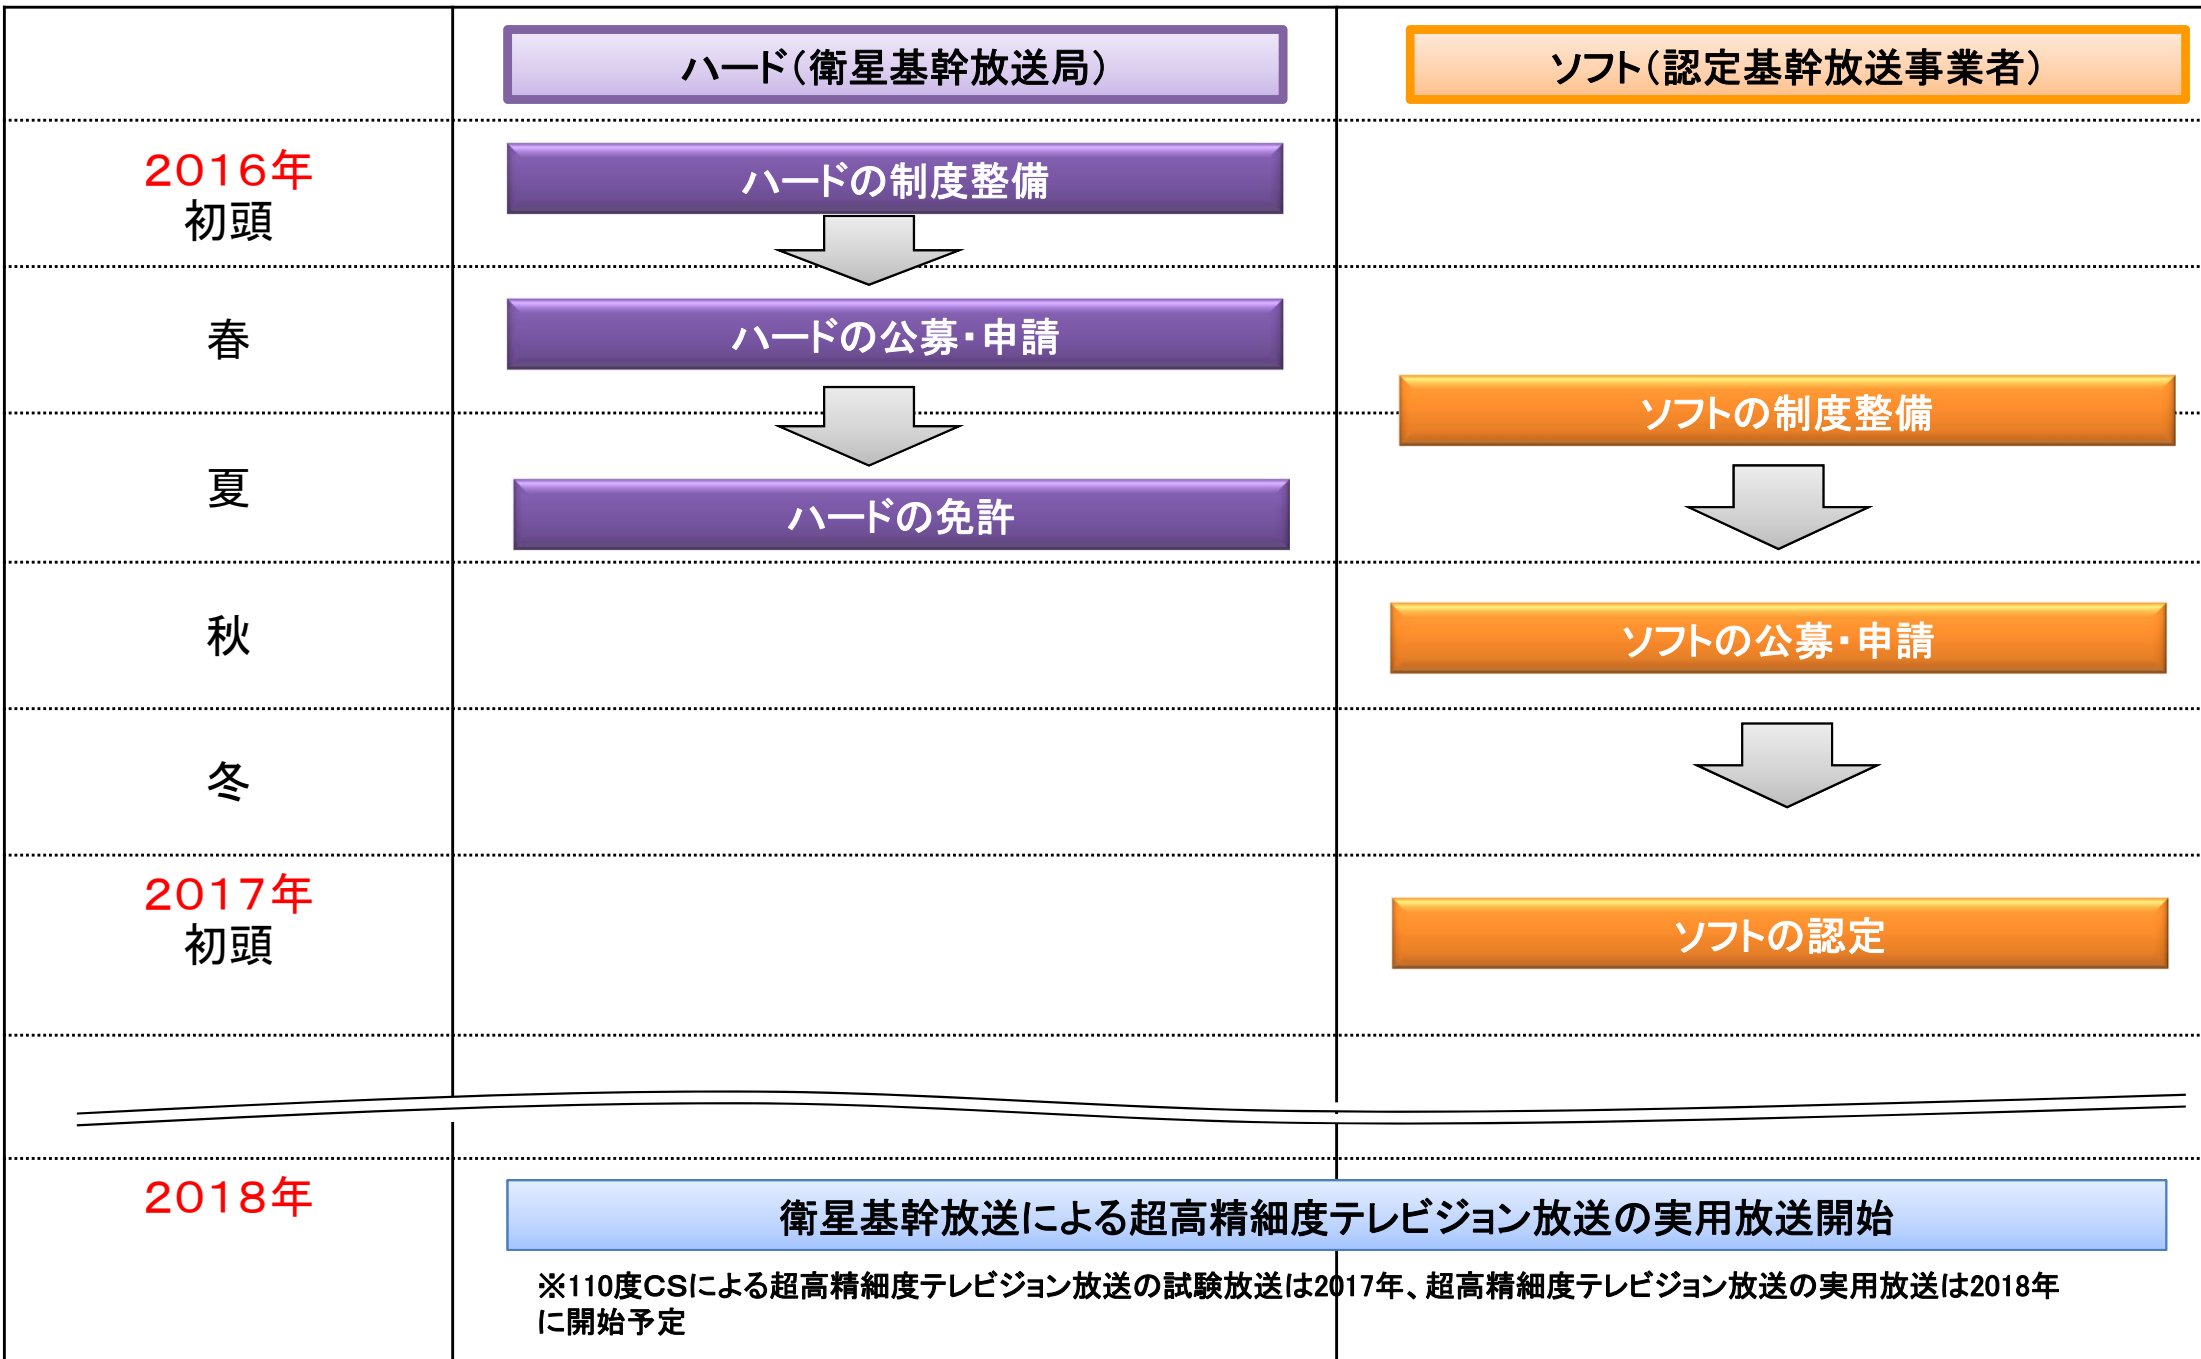 ハード(衛星基幹放送局)
ソフト(認定基幹放送事業者)
2016年
初頭
ハードの制度整備
春
ハードの公募・申請
ソフトの制度整備
夏
ハードの免許
秋
ソフトの公募・申請
冬
2017年
初頭
ソフトの認定
2018年
衛星基幹放送による超高精細度テレビジョン放送の実用放送開始
※110度CSによる超高精細度テレビジョン放送の試験放送は2017年、超高精細度テレビジョン放送の実用放送は2018年
に開始予定